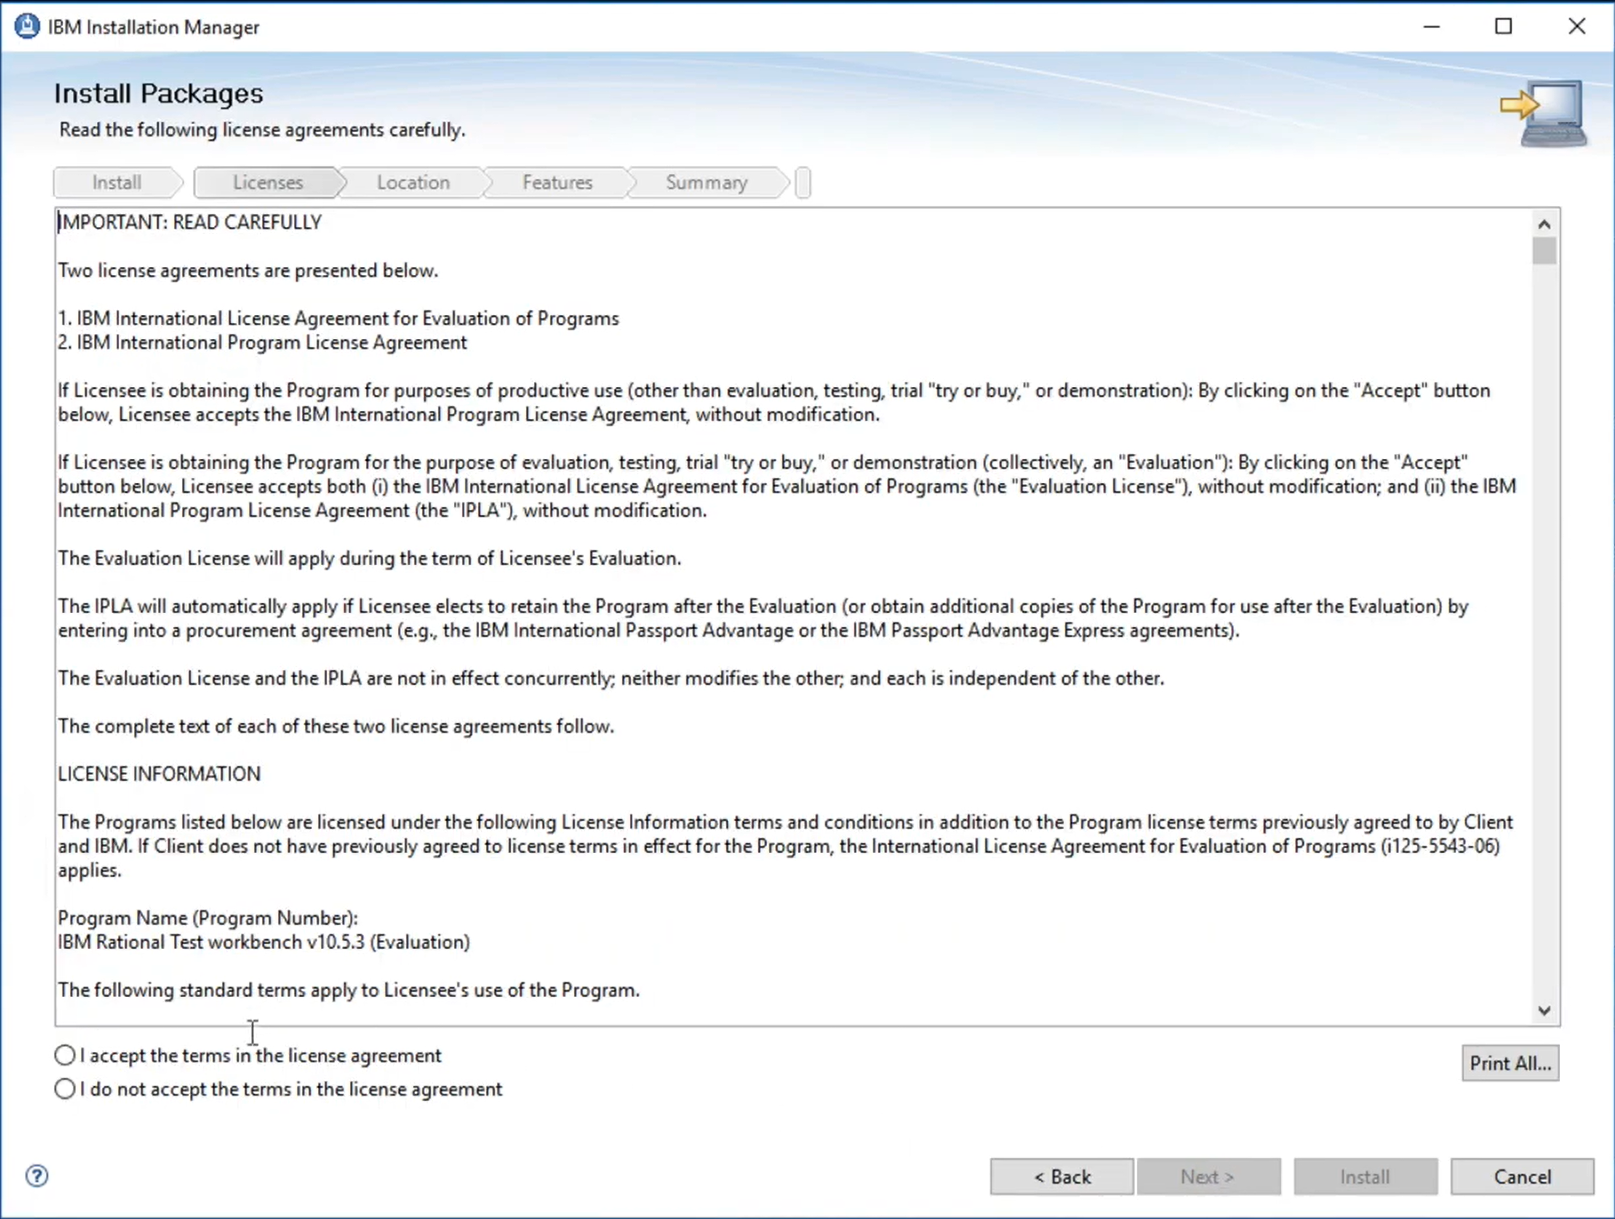 IBM Installation Manager
Install Packages
Read the following license agreements carefully.
Install
Licenses
Location
Features
Summary
IMPORTANT: READ CAREFULLY
Two license agreements are presented below.
1. IBM International License Agreement for Evaluation of Programs
2. IBM International Program License Agreement
If Licensee is obtaining the Program for purposes of productive use (other than evaluation, testing, trial "try or buy," or demonstration): By clicking on the "Accept" button
below, Licensee accepts the IBM International Program License Agreement, without modification.
If Licensee is obtaining the Program for the purpose of evaluation, testing, trial "try or buy," or demonstration (collectively, an "Evaluation"): By clicking on the "Accept"
button below, Licensee accepts both (i) the IBM International License Agreement for Evaluation of Programs (the "Evaluation License"), without modification; and (ii) the IBM
International Program License Agreement (the "IPLA"), without modification.
The Evaluation License will apply during the term of Licensee's Evaluation.
The IPLA will automatically apply if Licensee elects to retain the Program after the Evaluation (or obtain additional copies of the Program for use after the Evaluation) by
entering into a procurement agreement (e.g., the IBM International Passport Advantage or the IBM Passport Advantage Express agreements).
The Evaluation License and the IPLA are not in effect concurrently; neither modifies the other; and each is independent of the other.
The complete text of each of these two license agreements follow.
LICENSE INFORMATION
The Programs listed below are licensed under the following License Information terms and conditions in addition to the Program license terms previously agreed to by Client
and IBM. If Client does not have previously agreed to license terms in effect for the Program, the International License Agreement for Evaluation of Programs (i125-5543-06)
applies.
Program Name (Program Number):
IBM Rational Test workbench v10.5.3 (Evaluation)
The following standard terms apply to Licensee's use of the Program.
I accept the terms in the license agreement
I do not accept the terms in the license agreement
Print All...
?
< Back
Next >
Install
Cancel